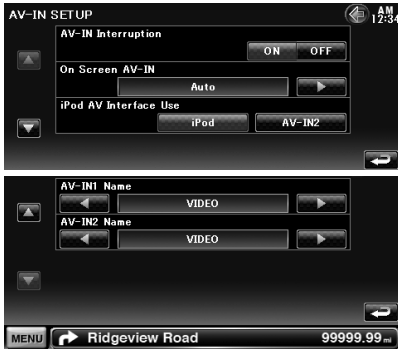 AV-IN SETUP
AM 12:34
AV-IN Interruption
ON OFF
On Screen AV-IN
Auto
iPod AV Interface Use
iPod AV-IN2
AV-IN1 Name
VIDEO
AV-IN2 Name
VIDEO
MENU Ridgeview Road 99999.99 mi